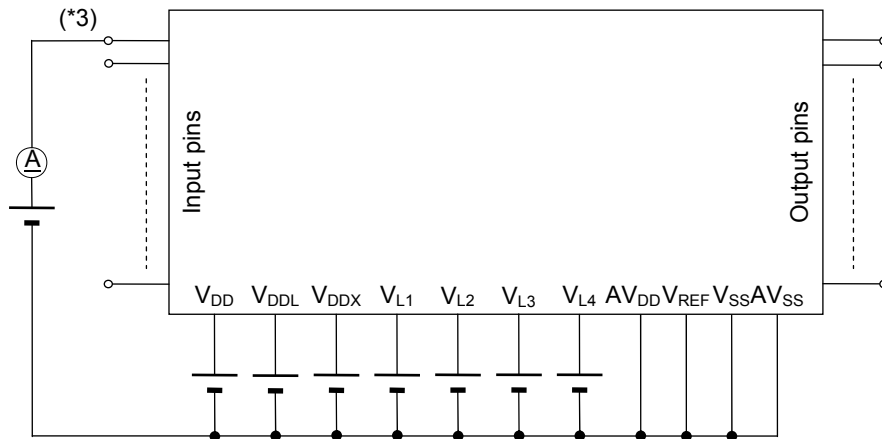 (*3)
A
Input pins
Output pins
VDD VDDL VDDX VL1 VL2 VL3 VL4 AVDD VREF VSS AVSS